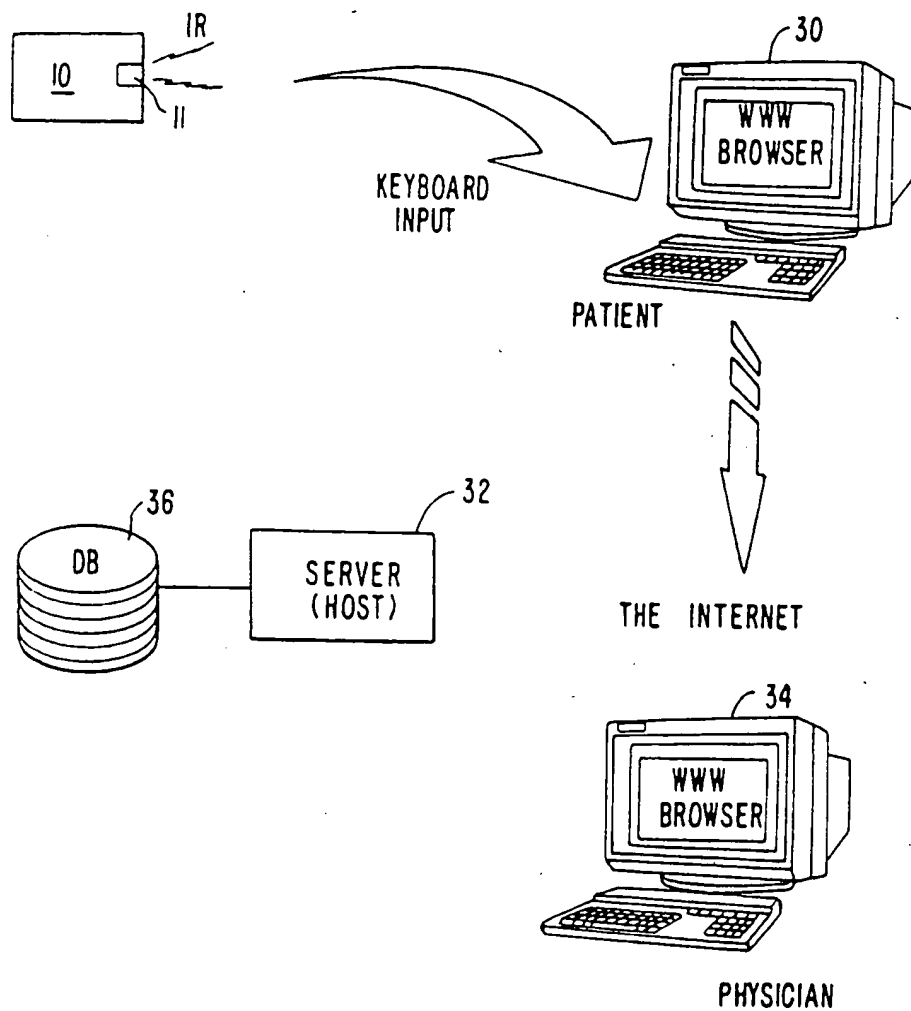 IR
10
11
30
WWW
BROWSER
KEYBOARD
INPUT
PATIENT
36
DB
32
SERVER
(HOST)
THE INTERNET
34
WWW
BROWSER
PHYSICIAN